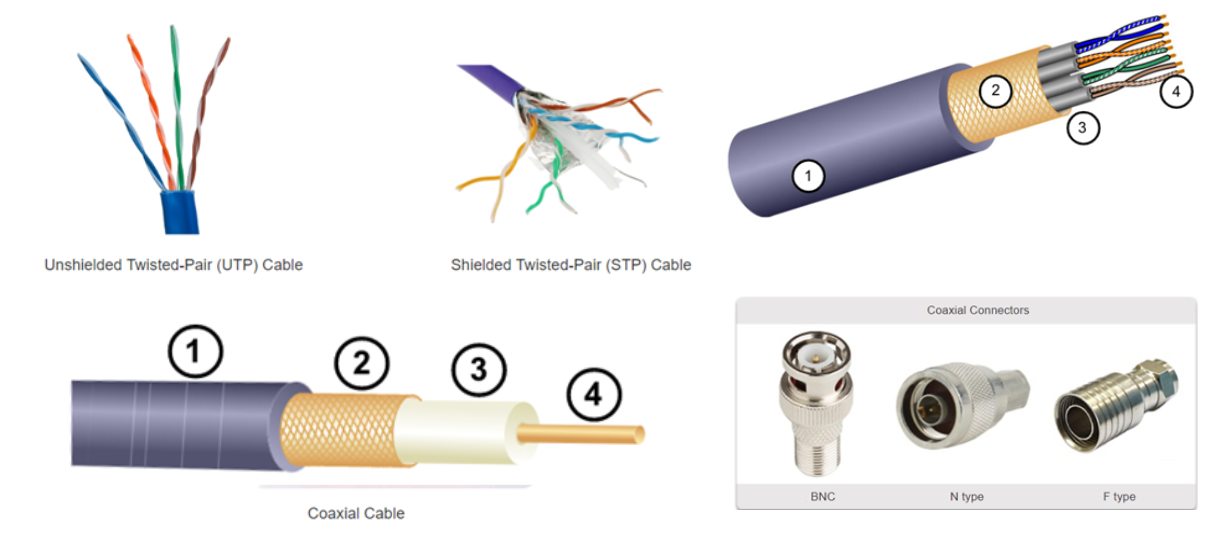 1
2
3
4
Unshielded Twisted-Pair (UTP) Cable
Shielded Twisted-Pair (STP) Cable
1
2
3
4
Coaxial Cable
Coaxial Connectors
BNC
N type
F type